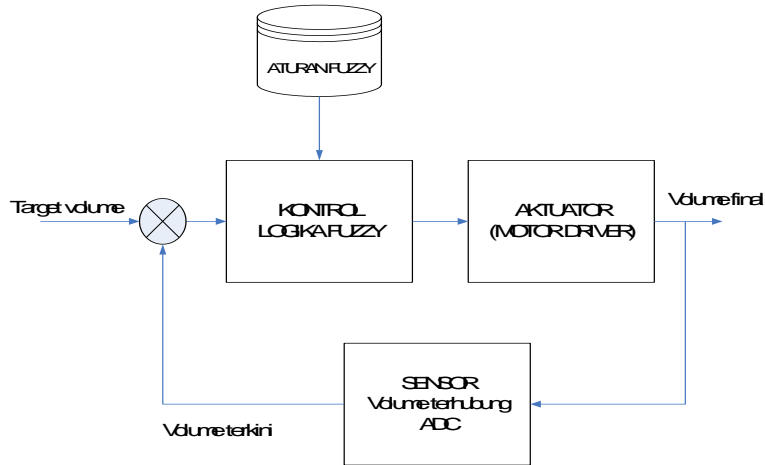 ATURAN FUZZY
Target volume
KONTROL
LOGIKA FUZZY
AKTUATOR
(MOTOR DRIVER)
Volume final
SENSOR
Volume terhubung
ADC
Volume terkini